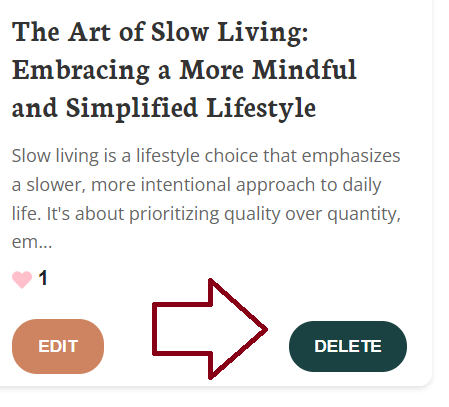 The Art of Slow Living:
Embracing a More Mindful
and Simplified Lifestyle
Slow living is a lifestyle choice that emphasizes
a slower, more intentional approach to daily
life. It's about prioritizing quality over quantity,
em...
1
EDIT DELETE